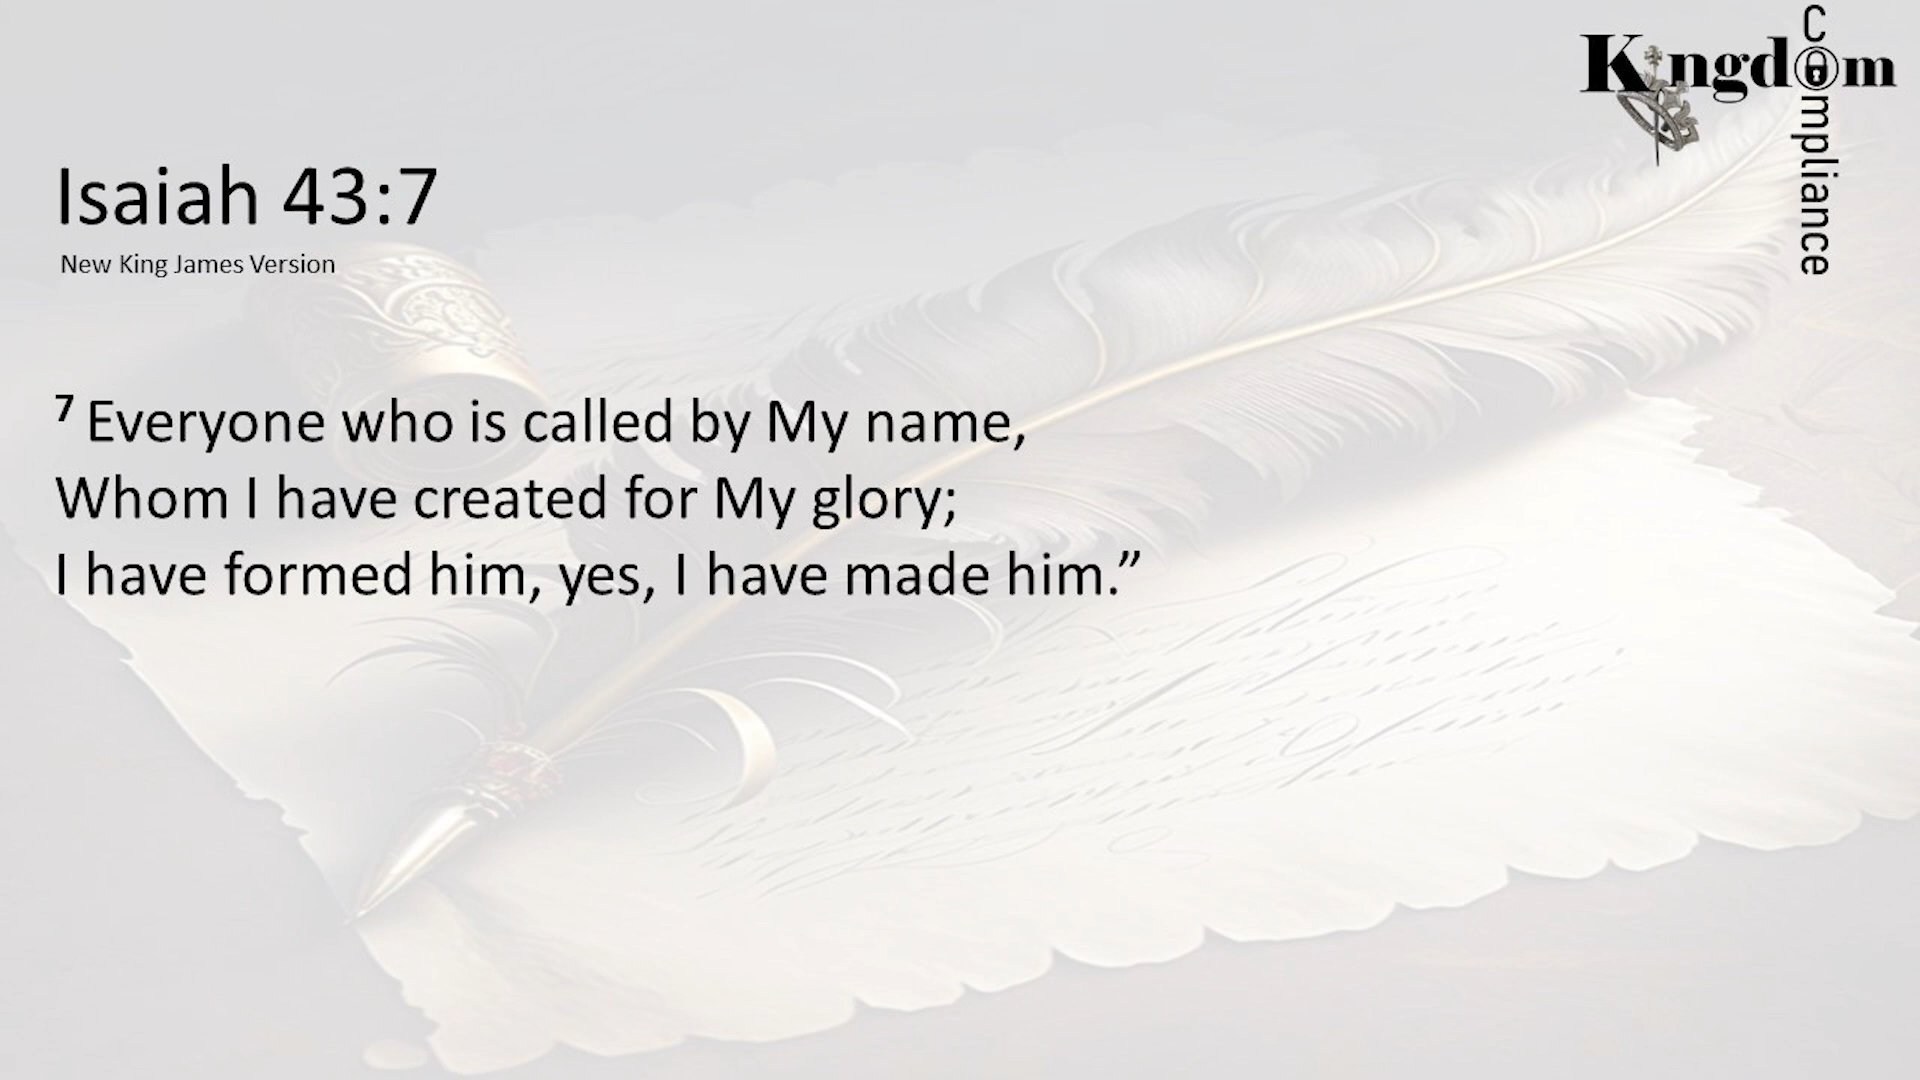 Kingdom
Compliance
Isaiah 43:7
New King James Version
7 Everyone who is called by My name,
Whom I have created for My glory;
I have formed him, yes, I have made him.”